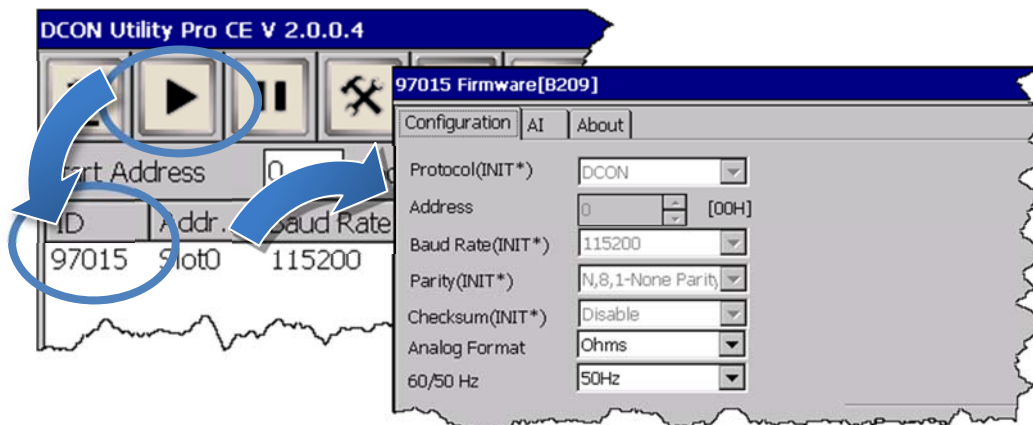 DCON Utility Pro CE V 2.0.0.4
Address
0
ID Addr. Baud Rate
97015 Slot0 115200
97015 Firmware[B209]
Configuration AI About
Protocol(INIT*) DCON
Address 0 [00H]
Baud Rate(INIT*) 115200
Parity(INIT*) N,8,1-None Parity
Checksum(INIT*) Disable
Analog Format Ohms
60/50 Hz 50Hz